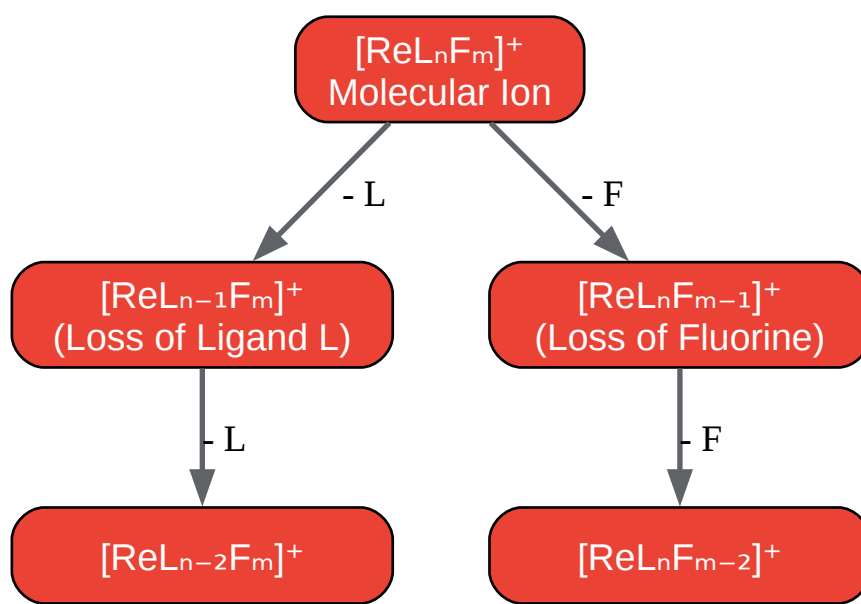 [ReLₙFₘ]⁺
Molecular Ion
- L
- F
[ReLₙ₋₁Fₘ]⁺
(Loss of Ligand L)
[ReLₙFₘ₋₁]⁺
(Loss of Fluorine)
- L
- F
[ReLₙ₋₂Fₘ]⁺
[ReLₙFₘ₋₂]⁺